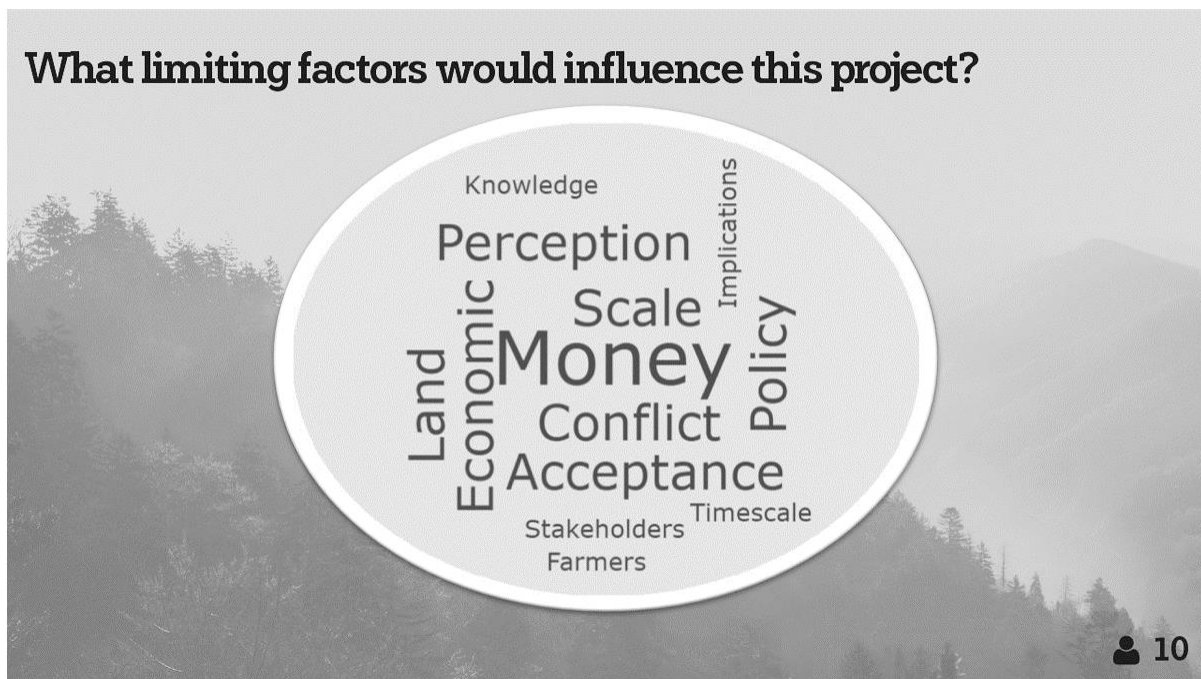 What limiting factors would influence this project?
Knowledge
Implications
Perception
Scale
Economic
Land
Money
Policy
Conflict
Acceptance
Timescale
Stakeholders
Farmers
10